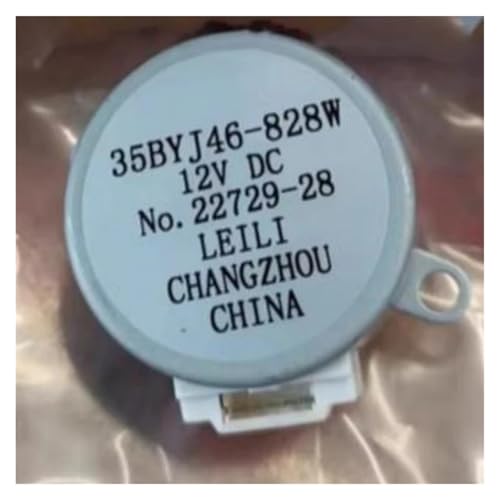 35BYJ46-828W
12V DC
No. 22729-28
LEILI
CHANGZHOU
CHINA